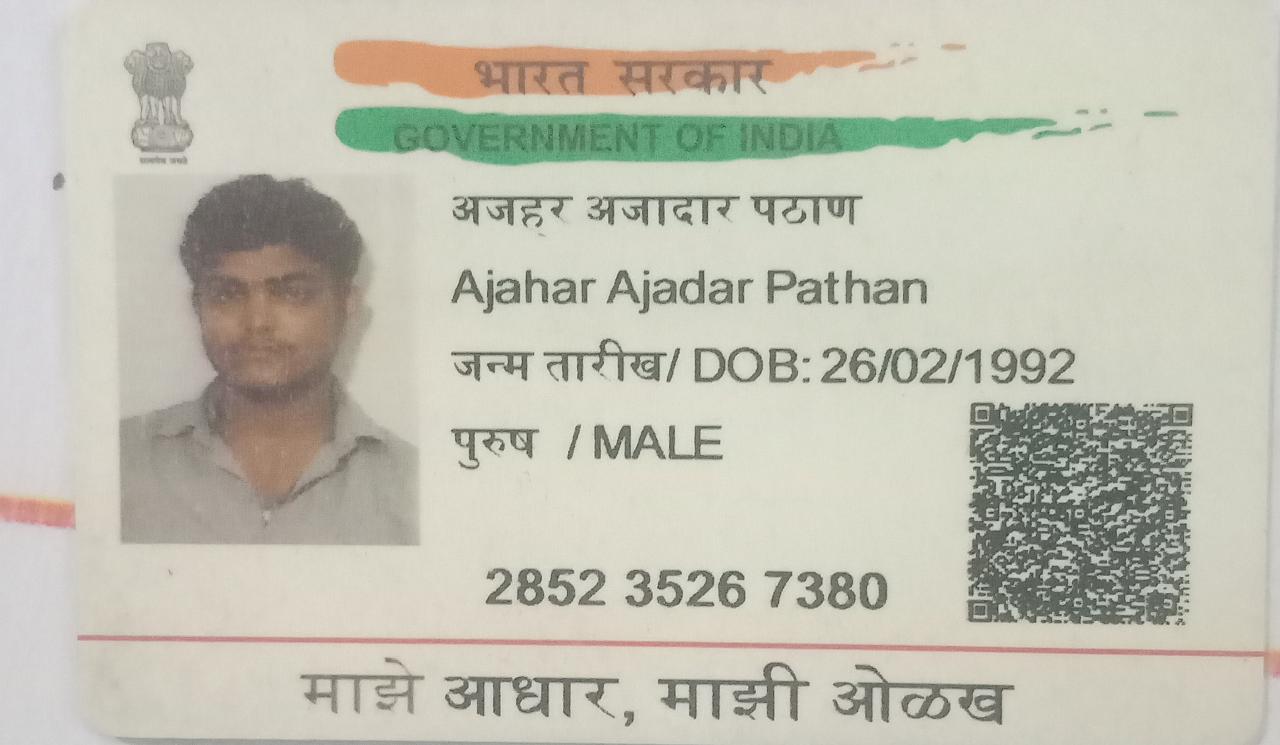 भारत सरकार
GOVERNMENT OF INDIA
सत्यमेव जयते
अजहर अजादार पठाण
Ajahar Ajadar Pathan
जन्म तारीख/ DOB: 26/02/1992
पुरुष / MALE
2852 3526 7380
माझे आधार, माझी ओळख